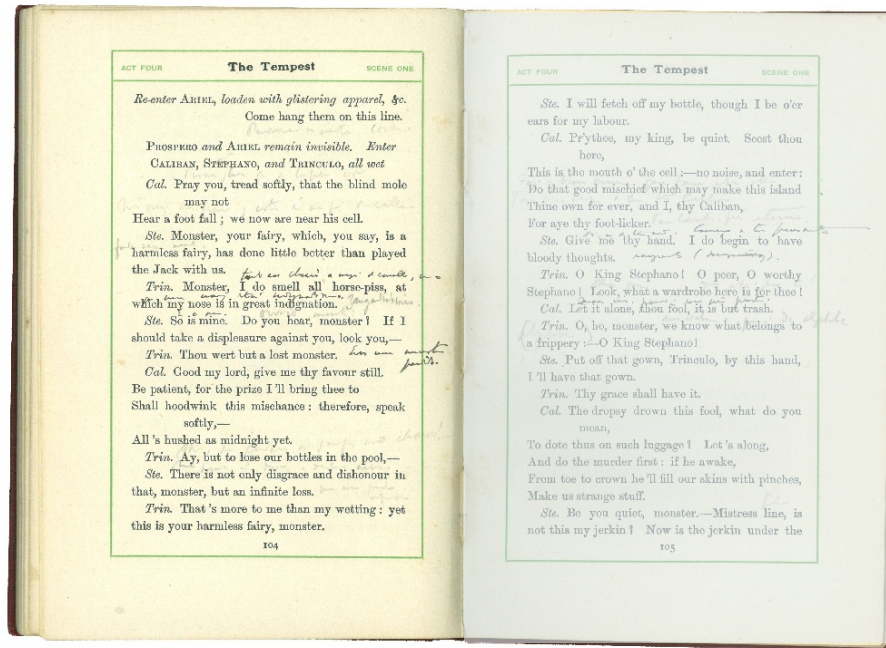 ACT FOUR The Tempest SCENE ONE
Re-enter ARIEL, loaden with glistering apparel, &c.
Come hang them on this line.
PROSPERO and ARIEL remain invisible. Enter
CALIBAN, STEPHANO, and TRINCULO, all wet
Cal. Pray you, tread softly, that the blind mole
may not
Hear a foot fall; we now are near his cell.
Ste. Monster, your fairy, which, you say, is a
harmless fairy, has done little better than played
the Jack with us.
Trin. Monster, I do smell all horse-piss, at
which my nose is in great indignation.
Ste. So is mine. Do you hear, monster? If I
should take a displeasure against you, look you,—
Trin. Thou wert but a lost monster.
Cal. Good my lord, give me thy favour still.
Be patient, for the prize I'll bring thee to
Shall hoodwink this mischance: therefore, speak
softly,—
All's hushed as midnight yet.
Trin. Ay, but to lose our bottles in the pool,—
Ste. There is not only disgrace and dishonour in
that, monster, but an infinite loss.
Trin. That's more to me than my wetting: yet
this is your harmless fairy, monster.
104
ACT FOUR The Tempest SCENE ONE
Ste. I will fetch off my bottle, though I be o'er
ears for my labour.
Cal. Pr'ythee, my king, be quiet. Seest thou
here,
This is the mouth o' the cell:—no noise, and enter:
Do that good mischief which may make this island
Thine own for ever, and I, thy Caliban,
For aye thy foot-licker.
Ste. Give me thy hand. I do begin to have
bloody thoughts.
Trin. O King Stephano! O peer, O worthy
Stephano! Look, what a wardrobe here is for thee!
Cal. Let it alone, thou fool, it is but trash.
Trin. O, ho, monster, we know what belongs to
a frippery:—O King Stephano!
Ste. Put off that gown, Trinculo, by this hand,
I'll have that gown.
Trin. Thy grace shall have it.
Cal. The dropsy drown this fool, what do you
mean,
To dote thus on such luggage? Let's along,
And do the murder first: if he awake,
From toe to crown he'll fill our skins with pinches,
Make us strange stuff.
Ste. Be you quiet, monster.—Mistress line, is
not this my jerkin? Now is the jerkin under the
105